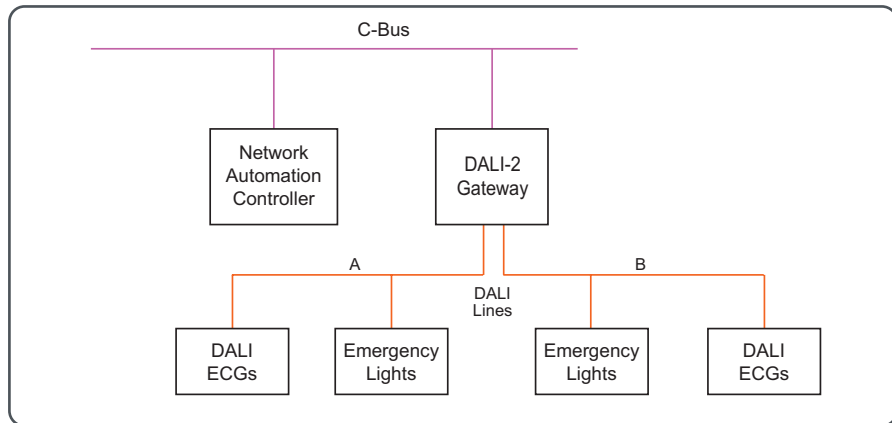 C-Bus
Network
Automation
Controller
DALI-2
Gateway
A
B
DALI
Lines
DALI
ECGs
Emergency
Lights
Emergency
Lights
DALI
ECGs